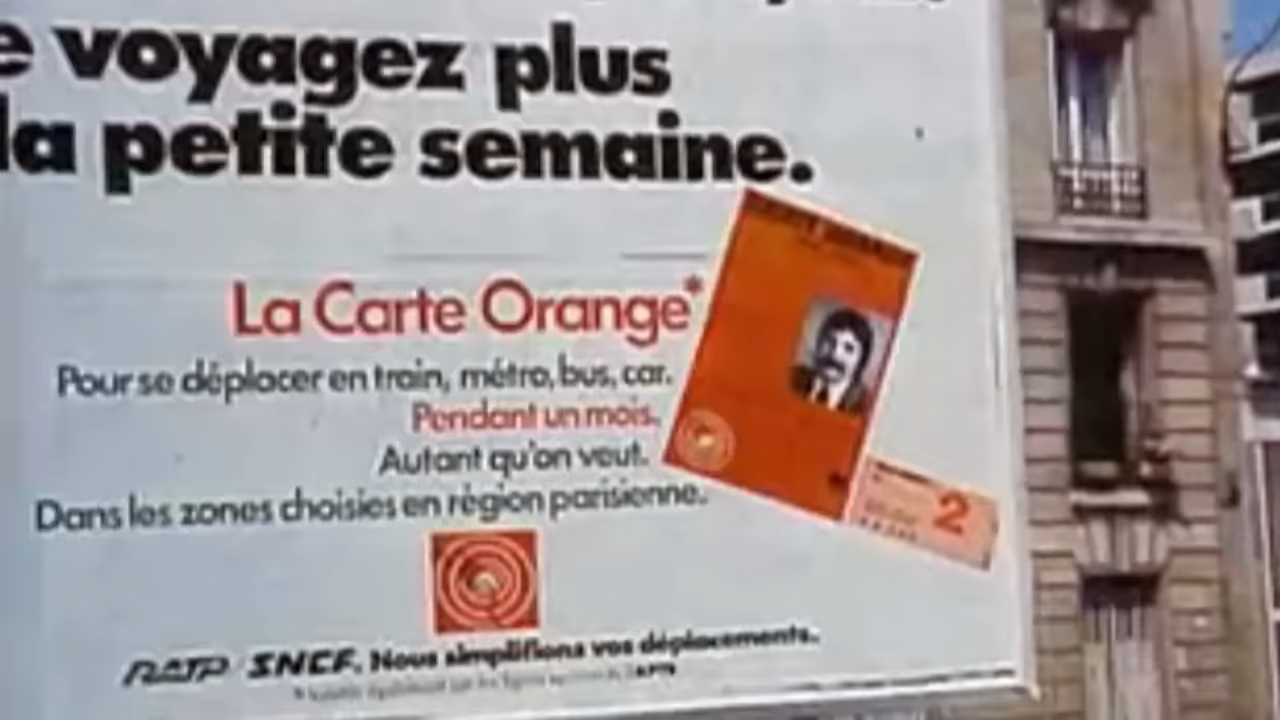 e voyagez plus
la petite semaine.
La Carte Orange*
Pour se déplacer en train, métro, bus, car.
Pendant un mois.
Autant qu'on veut.
Dans les zones choisies en région parisienne.
2
RATP SNCF. Nous simplifions vos déplacements.